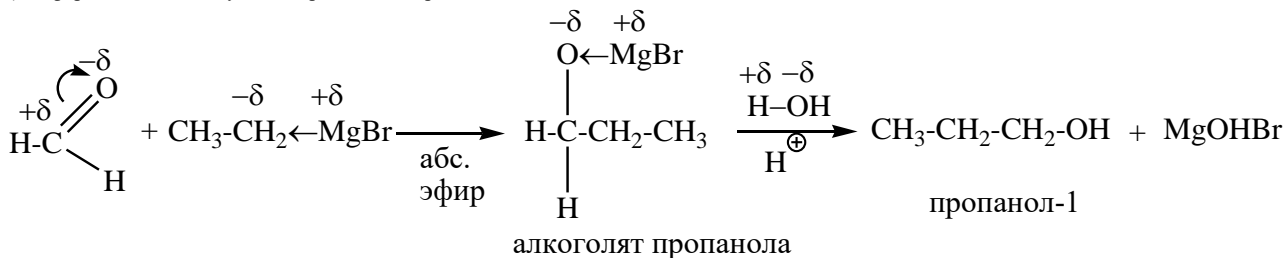 −δ +δ
−δ O←MgBr +δ −δ
+δ O −δ +δ H−OH
H-C + CH3-CH2←MgBr H-C-CH2-CH3 CH3-CH2-CH2-OH + MgOHBr
H абс. H⊕
эфир H пропанол-1
алкоголят пропанола